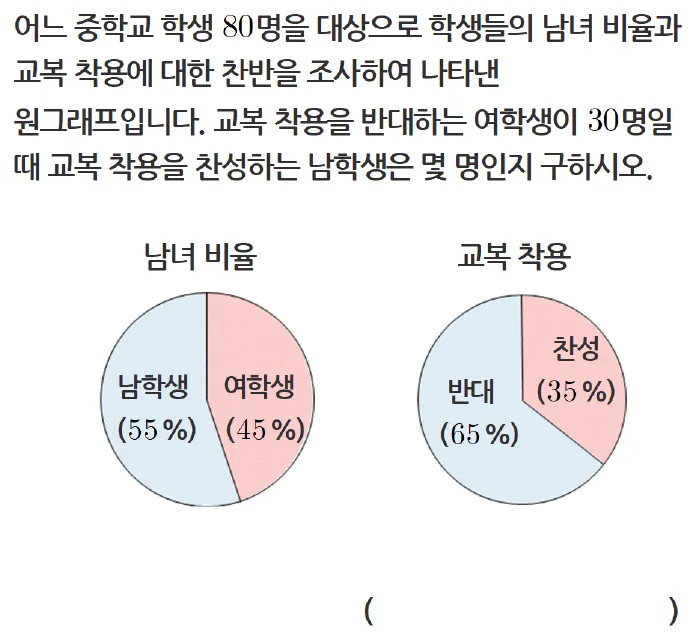 어느 중학교 학생 80명을 대상으로 학생들의 남녀 비율과
교복 착용에 대한 찬반을 조사하여 나타낸
원그래프입니다. 교복 착용을 반대하는 여학생이 30명일
때 교복 착용을 찬성하는 남학생은 몇 명인지 구하시오.
남녀 비율
교복 착용
남학생
(55 %)
여학생
(45 %)
반대
(65 %)
찬성
(35 %)
( )